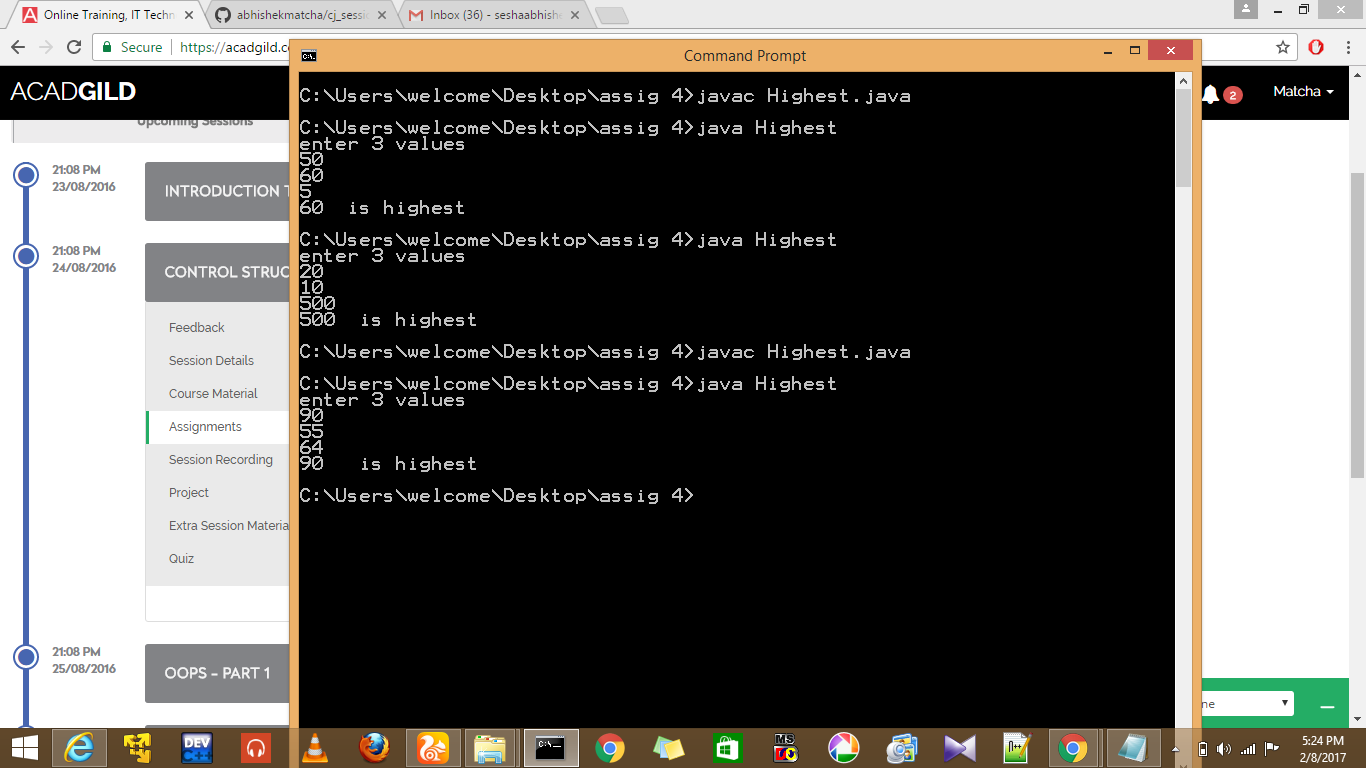 Online Training, IT Techn
abhishekmatcha/cj_sessi
Inbox (36) - seshaabhishe
Secure
https://acadgild.c
ACADGILD
2
Matcha
Upcoming Sessions
21:08 PM
23/08/2016
INTRODUCTION T
21:08 PM
24/08/2016
CONTROL STRUC
Feedback
Session Details
Course Material
Assignments
Session Recording
Project
Extra Session Materia
Quiz
21:08 PM
25/08/2016
OOPS – PART 1
Command Prompt
C:\Users\welcome\Desktop\assig 4>javac Highest.java
C:\Users\welcome\Desktop\assig 4>java Highest
enter 3 values
50
60
5
60  is highest
C:\Users\welcome\Desktop\assig 4>java Highest
enter 3 values
20
10
500
500  is highest
C:\Users\welcome\Desktop\assig 4>javac Highest.java
C:\Users\welcome\Desktop\assig 4>java Highest
enter 3 values
90
55
64
90   is highest
C:\Users\welcome\Desktop\assig 4>
ne
DEV
C++
C:\
MS
5:24 PM
2/8/2017